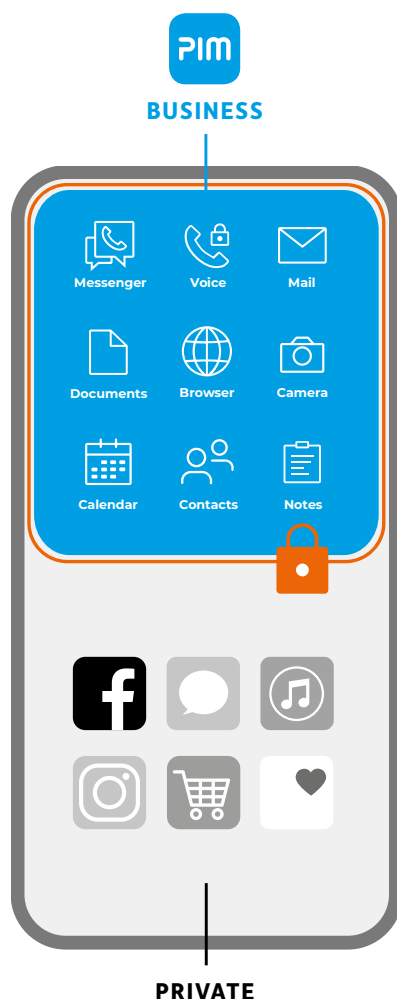 PIM
BUSINESS
Messenger Voice Mail
Documents Browser Camera
Calendar Contacts Notes
f
PRIVATE